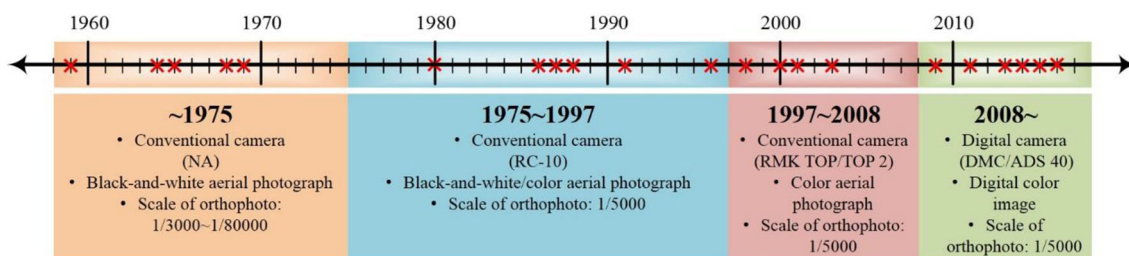 1960 1970 1980 1990 2000 2010
~1975
• Conventional camera
(NA)
• Black-and-white aerial photograph
• Scale of orthophoto:
1/3000~1/80000
1975~1997
• Conventional camera
(RC-10)
• Black-and-white/color aerial photograph
• Scale of orthophoto: 1/5000
1997~2008
• Conventional camera
(RMK TOP/TOP 2)
• Color aerial
photograph
• Scale of orthophoto:
1/5000
2008~
• Digital camera
(DMC/ADS 40)
• Digital color
image
• Scale of
orthophoto: 1/5000